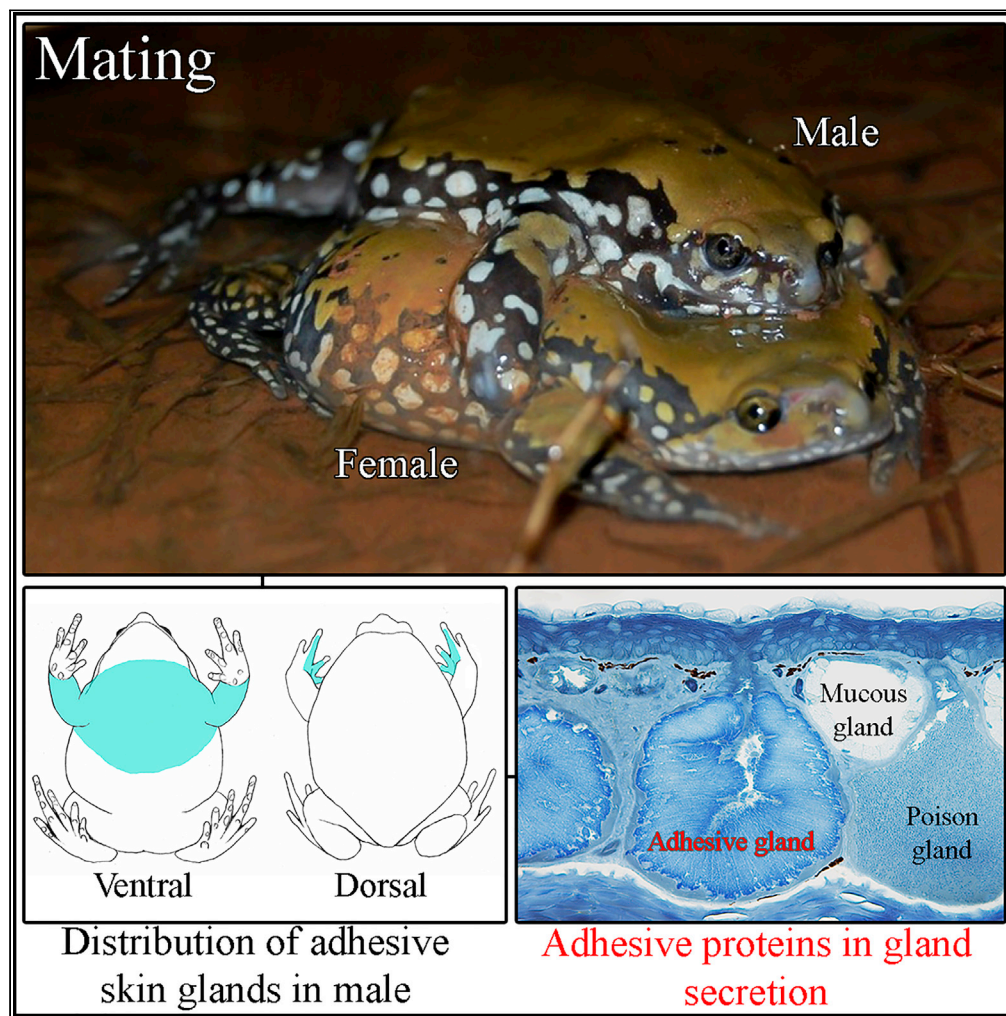 Mating
Male
Female
Ventral
Dorsal
Distribution of adhesive
skin glands in male
Mucous
gland
Adhesive gland
Poison
gland
Adhesive proteins in gland
secretion